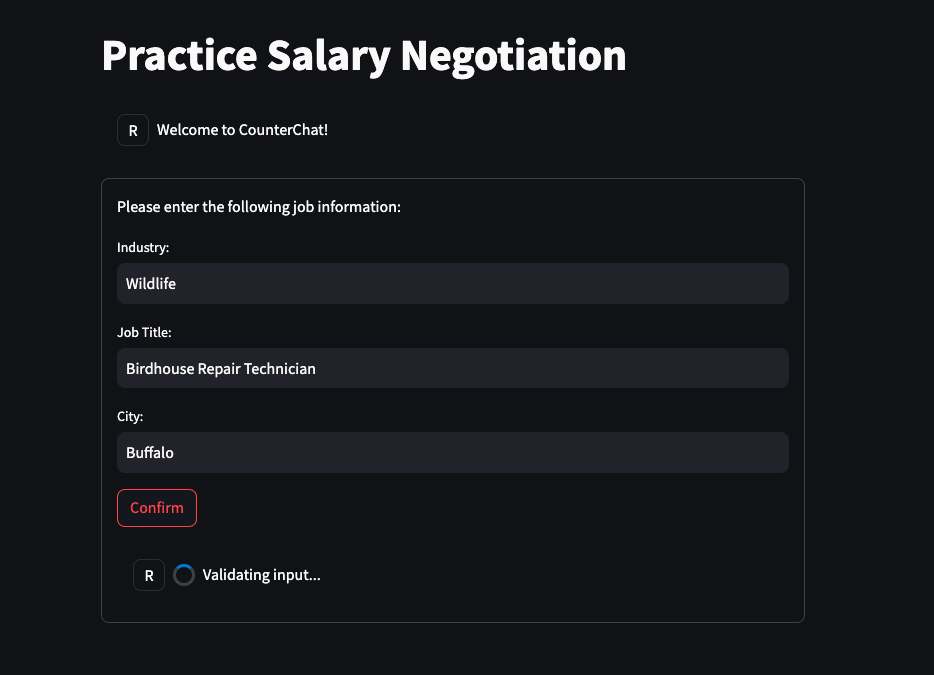 Practice Salary Negotiation
R Welcome to CounterChat!
Please enter the following job information:
Industry:
Wildlife
Job Title:
Birdhouse Repair Technician
City:
Buffalo
Confirm
R Validating input...